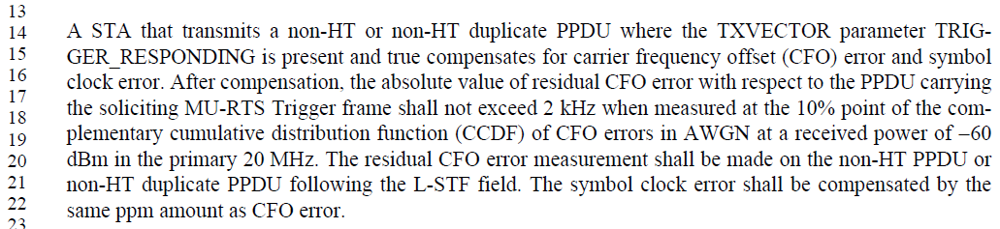 13
14 A STA that transmits a non-HT or non-HT duplicate PPDU where the TXVECTOR parameter TRIG-
15 GER_RESPONDING is present and true compensates for carrier frequency offset (CFO) error and symbol
16 clock error. After compensation, the absolute value of residual CFO error with respect to the PPDU carrying
17 the soliciting MU-RTS Trigger frame shall not exceed 2 kHz when measured at the 10% point of the com-
18 plementary cumulative distribution function (CCDF) of CFO errors in AWGN at a received power of –60
19 dBm in the primary 20 MHz. The residual CFO error measurement shall be made on the non-HT PPDU or
20 non-HT duplicate PPDU following the L-STF field. The symbol clock error shall be compensated by the
21 same ppm amount as CFO error.
22
23